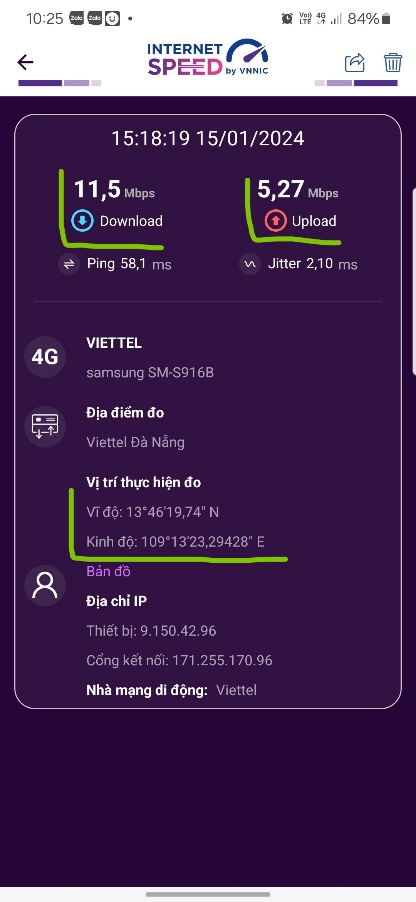 10:25 Zalo Zalo Vo)) LTE 4G 84%
INTERNET
SPEED by VNNIC
15:18:19 15/01/2024
11,5 Mbps 5,27 Mbps
Download Upload
Ping 58,1 ms Jitter 2,10 ms
4G VIETTEL
samsung SM-S916B
Địa điểm đo
Viettel Đà Nẵng
Vị trí thực hiện đo
Vĩ độ: 13°46'19,74" N
Kinh độ: 109°13'23,29428" E
Bản đồ
Địa chỉ IP
Thiết bị: 9.150.42.96
Cổng kết nối: 171.255.170.96
Nhà mạng di động: Viettel